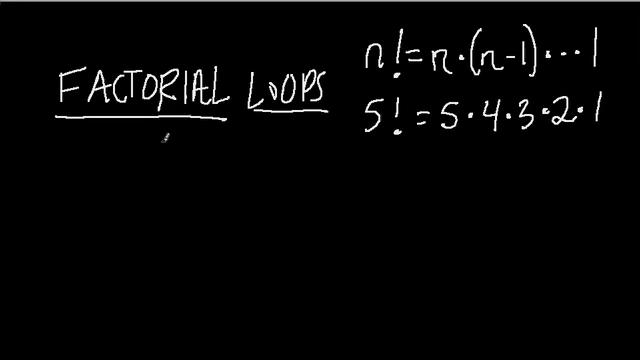 FACTORIAL LOOPS
n! = n · (n-1) · ... 1
5! = 5 · 4 · 3 · 2 · 1